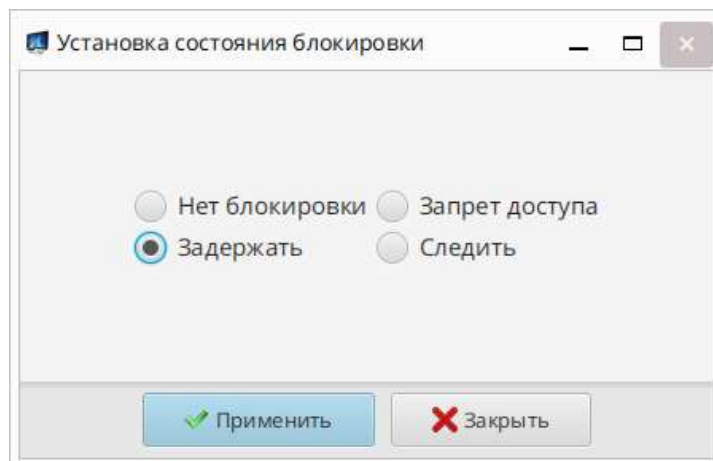 Установка состояния блокировки
Нет блокировки Запрет доступа
Задержать Следить
Применить Закрыть